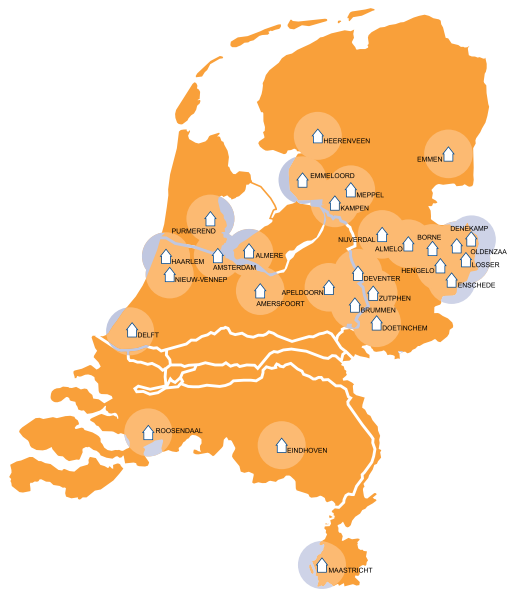 HEERENVEEN
EMMEN
EMMELOORD
MEPPEL
KAMPEN
PURMEREND
DENEKAMP
NIJVERDAL
BORNE
ALMELO
OLDENZAA
HAARLEM
AMSTERDAM
ALMERE
LOSSER
HENGELO
NIEUW-VENNEP
DEVENTER
ENSCHEDE
APELDOORN
ZUTPHEN
AMERSFOORT
BRUMMEN
DOETINCHEM
DELFT
ROOSENDAAL
EINDHOVEN
MAASTRICHT